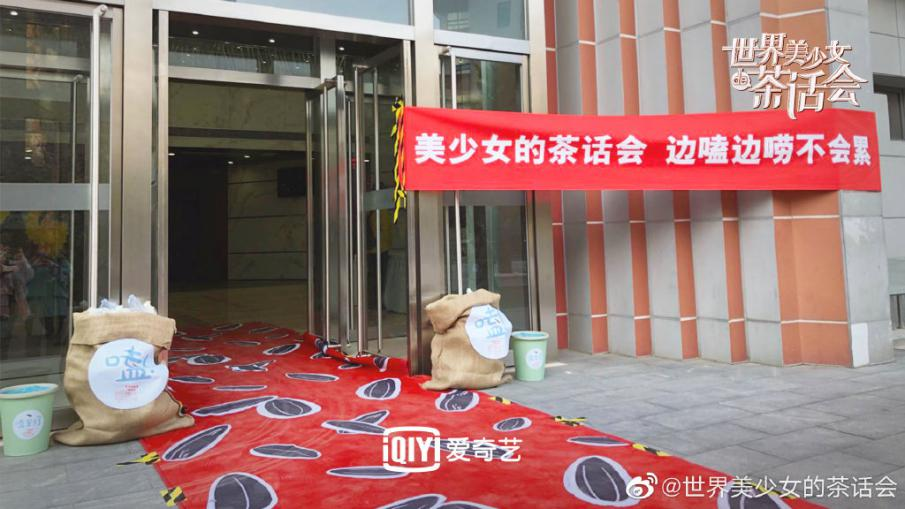 世界美少女
的茶话会
美少女的茶话会 边嗑边唠不会累
嗑
嗑
iQIYI 爱奇艺
@世界美少女的茶话会